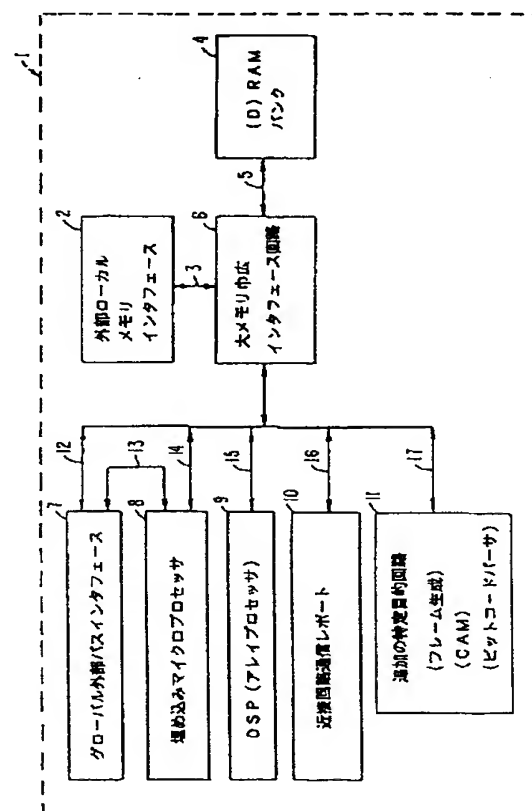 1
2
外部ローカル
メモリ
インタフェース
3
4
(D) RAM
バンク
5
6
大メモリ巾広
インタフェース回路
7
グローバル外部バスインタフェース
12
13
8
埋め込みマイクロプロセッサ
14
9
DSP (アレイプロセッサ)
15
10
近接回路通信レポート
16
11
追加の特定目的回路
(フレーム生成)
(CAM)
(ビットコードパーサ)
17